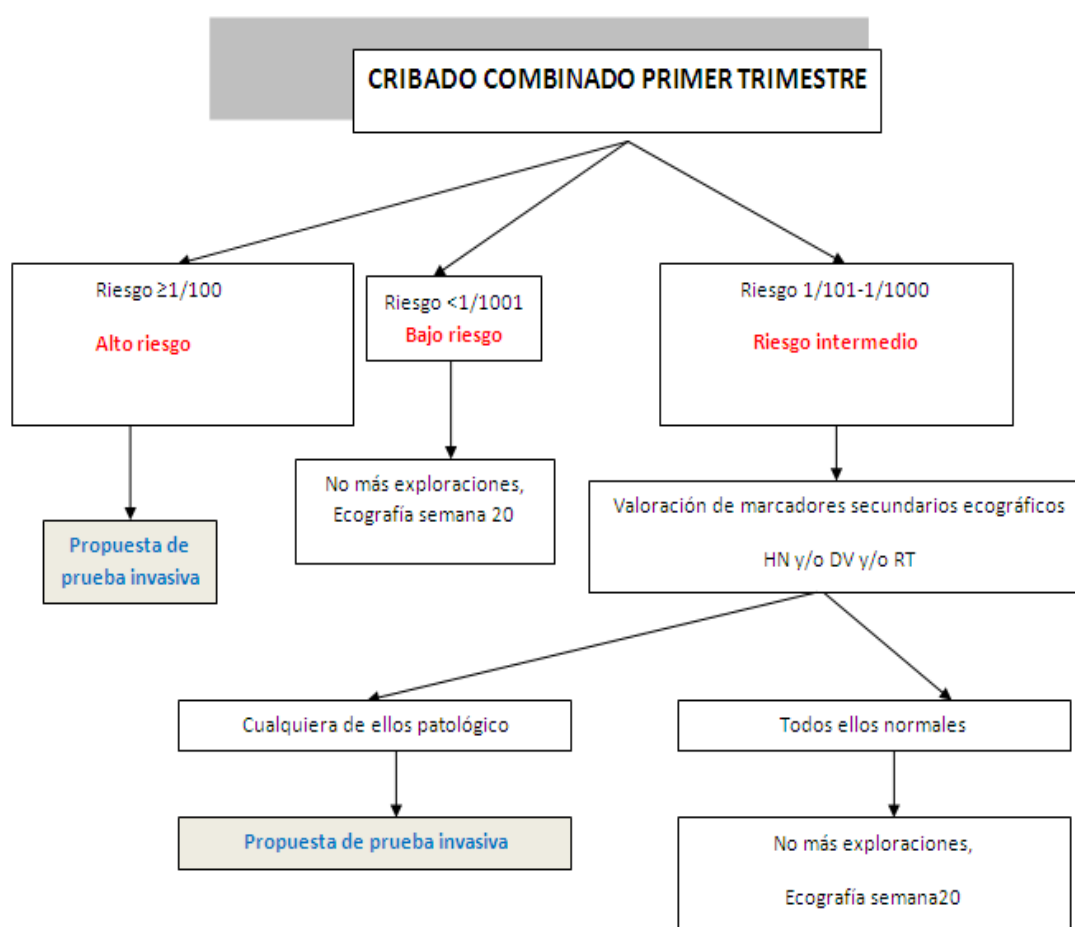 CRIBADO COMBINADO PRIMER TRIMESTRE
Riesgo ≥1/100
Alto riesgo
Riesgo <1/1001
Bajo riesgo
Riesgo 1/101-1/1000
Riesgo intermedio
Propuesta de
prueba invasiva
No más exploraciones,
Ecografía semana 20
Valoración de marcadores secundarios ecográficos
HN y/o DV y/o RT
Cualquiera de ellos patológico
Todos ellos normales
Propuesta de prueba invasiva
No más exploraciones,
Ecografía semana20